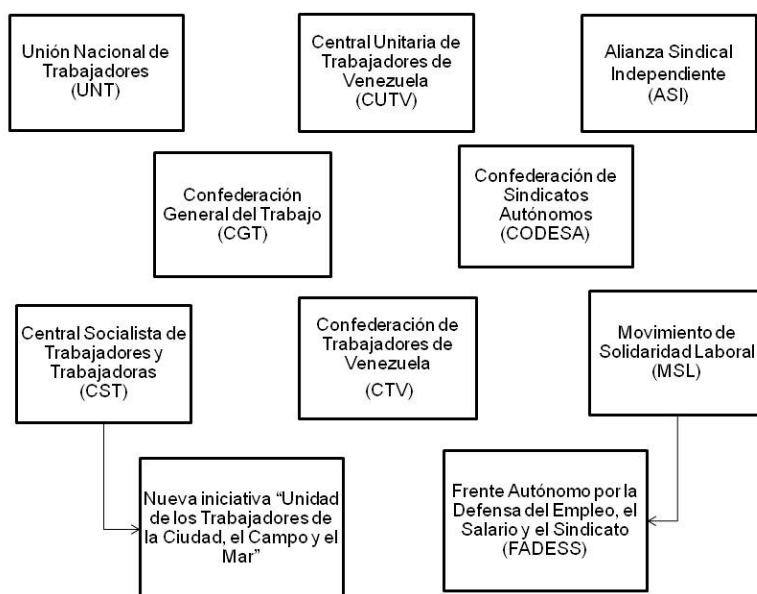 Unión Nacional de
Trabajadores
(UNT)
Central Unitaria de
Trabajadores de
Venezuela
(CUTV)
Alianza Sindical
Independiente
(ASI)
Confederación
General del Trabajo
(CGT)
Confederación de
Sindicatos
Autónomos
(CODESA)
Central Socialista de
Trabajadores y
Trabajadoras
(CST)
Confederación de
Trabajadores de
Venezuela
(CTV)
Movimiento de
Solidaridad Laboral
(MSL)
Nueva iniciativa “Unidad
de los Trabajadores de
la Ciudad, el Campo y el
Mar”
Frente Autónomo por la
Defensa del Empleo, el
Salario y el Sindicato
(FADESS)